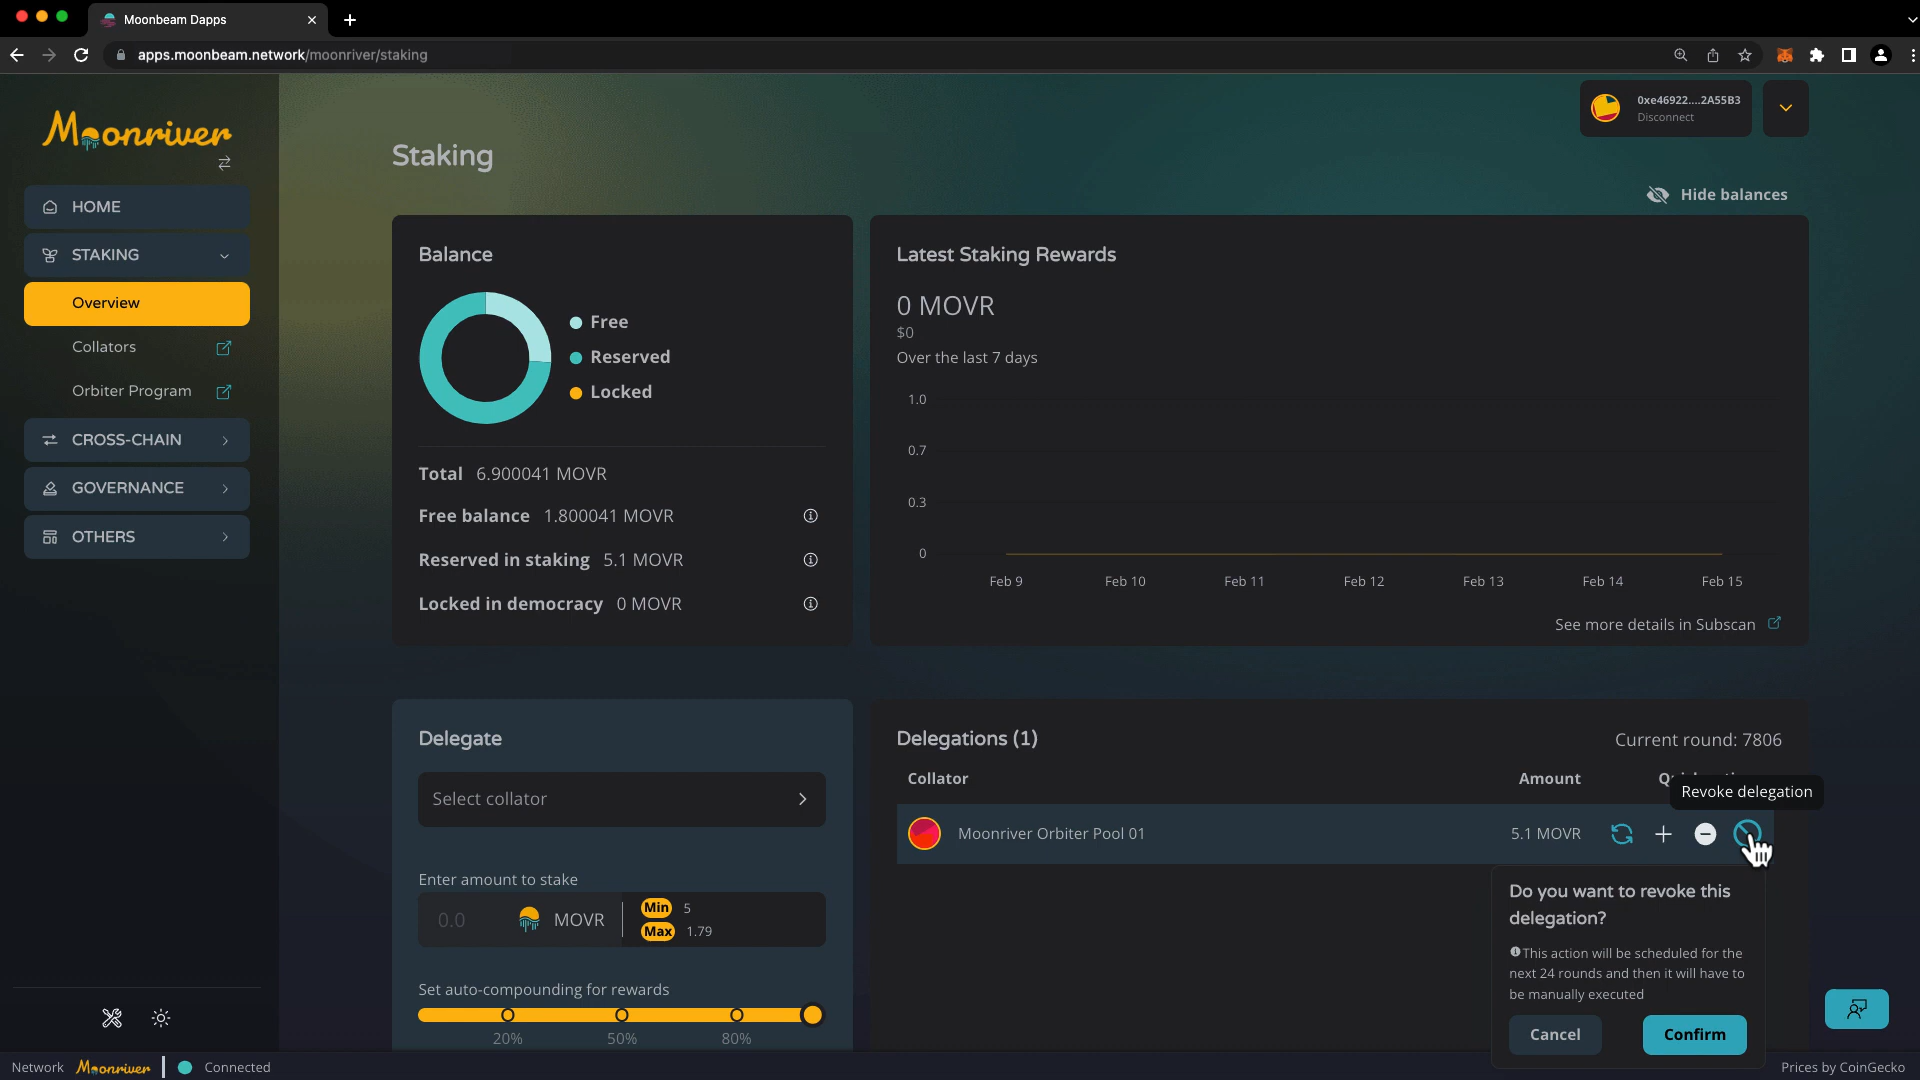 Moonbeam Dapps
apps.moonbeam.network/moonriver/staking
Moonriver
0xe46922....2A55B3
Disconnect
Staking
Hide balances
HOME
STAKING
Overview
Collators
Orbiter Program
CROSS-CHAIN
GOVERNANCE
OTHERS
Balance
Free
Reserved
Locked
Total 6.900041 MOVR
Free balance 1.800041 MOVR
Reserved in staking 5.1 MOVR
Locked in democracy 0 MOVR
Latest Staking Rewards
0 MOVR
$0
Over the last 7 days
1.0
0.7
0.3
0
Feb 9 Feb 10 Feb 11 Feb 12 Feb 13 Feb 14 Feb 15
See more details in Subscan
Delegate
Select collator
Enter amount to stake
0.0 MOVR Min 5
Max 1.79
Set auto-compounding for rewards
20% 50% 80%
Delegations (1)
Current round: 7806
Collator Amount
Revoke delegation
Moonriver Orbiter Pool 01 5.1 MOVR
Do you want to revoke this
delegation?
This action will be scheduled for the
next 24 rounds and then it will have to
be manually executed
Cancel Confirm
Network Moonriver Connected
Prices by CoinGecko